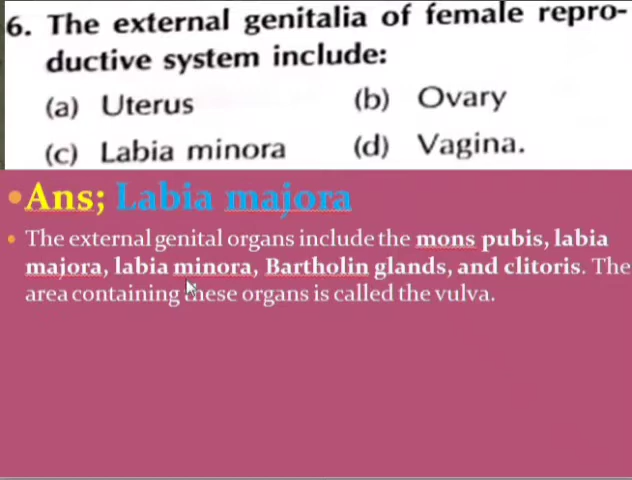 6. The external genitalia of female repro-
ductive system include:
(a) Uterus (b) Ovary
(c) Labia minora (d) Vagina.
•Ans; Labia majora
• The external genital organs include the mons pubis, labia
majora, labia minora, Bartholin glands, and clitoris. The
area containing these organs is called the vulva.